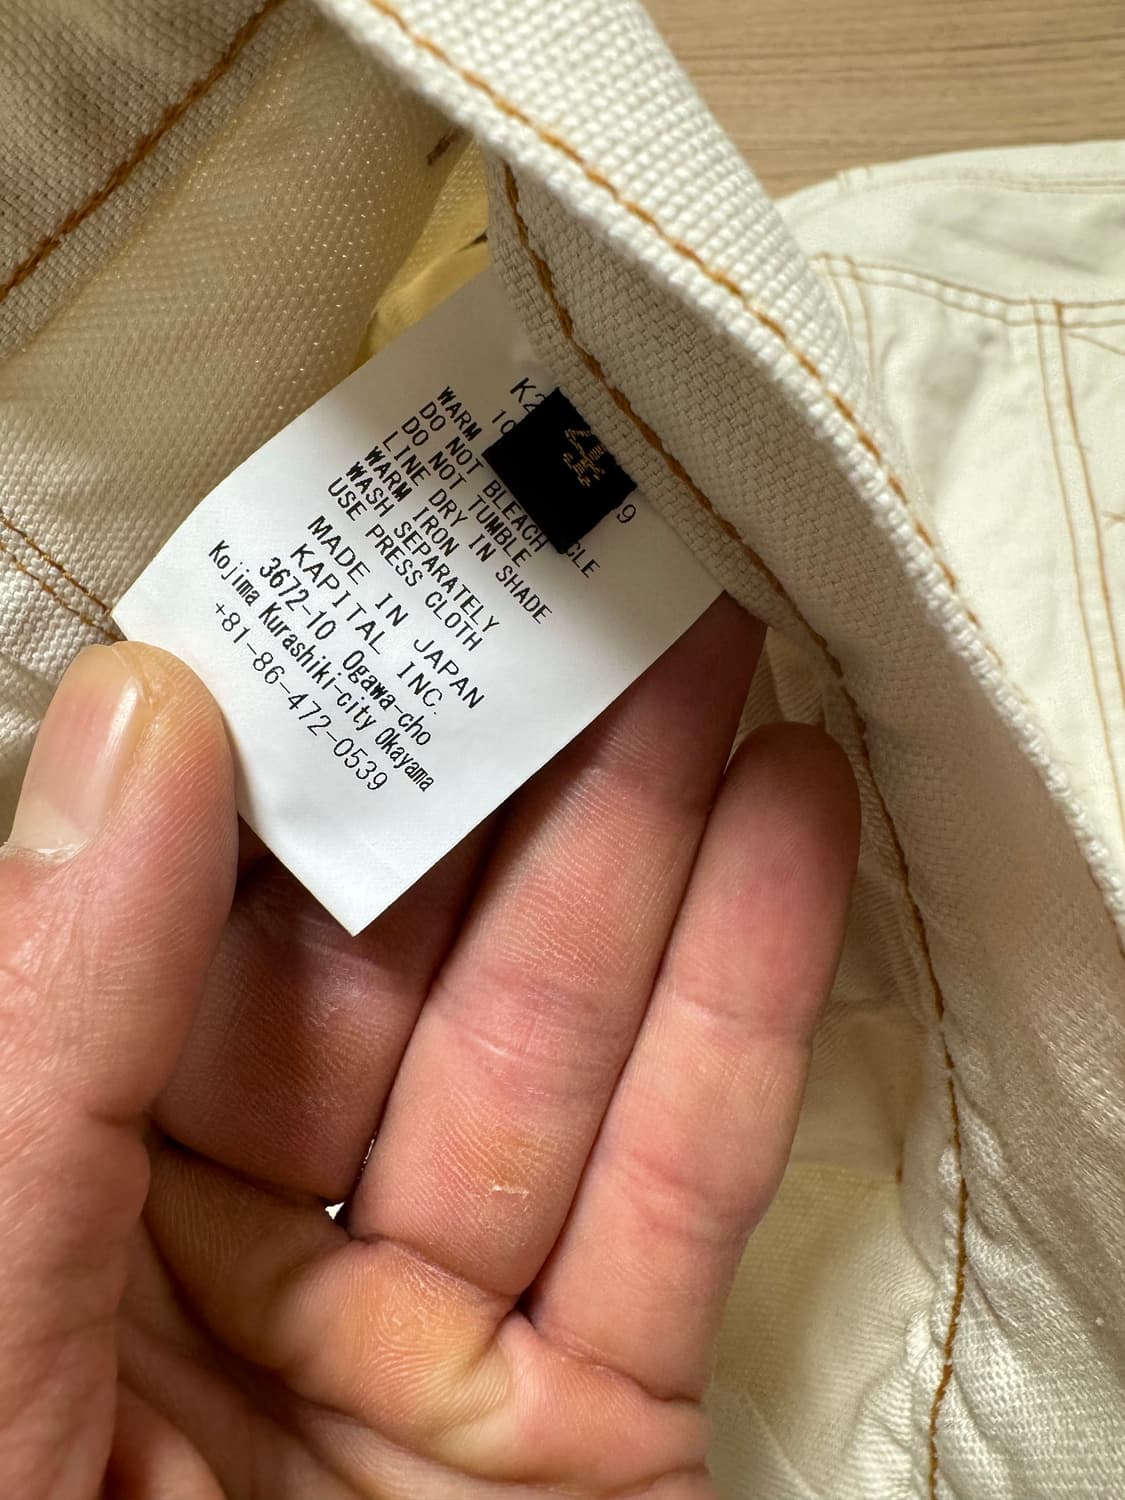 WARM CLE
DO NOT BLEACH
DO NOT TUMBLE
LINE DRY IN SHADE
WARM IRON
WASH SEPARATELY
USE PRESS CLOTH
MADE IN JAPAN
KAPITAL INC.
3672-10 Ogawa-cho
Kojima Kurashiki-city Okayama
+81-86-472-0539